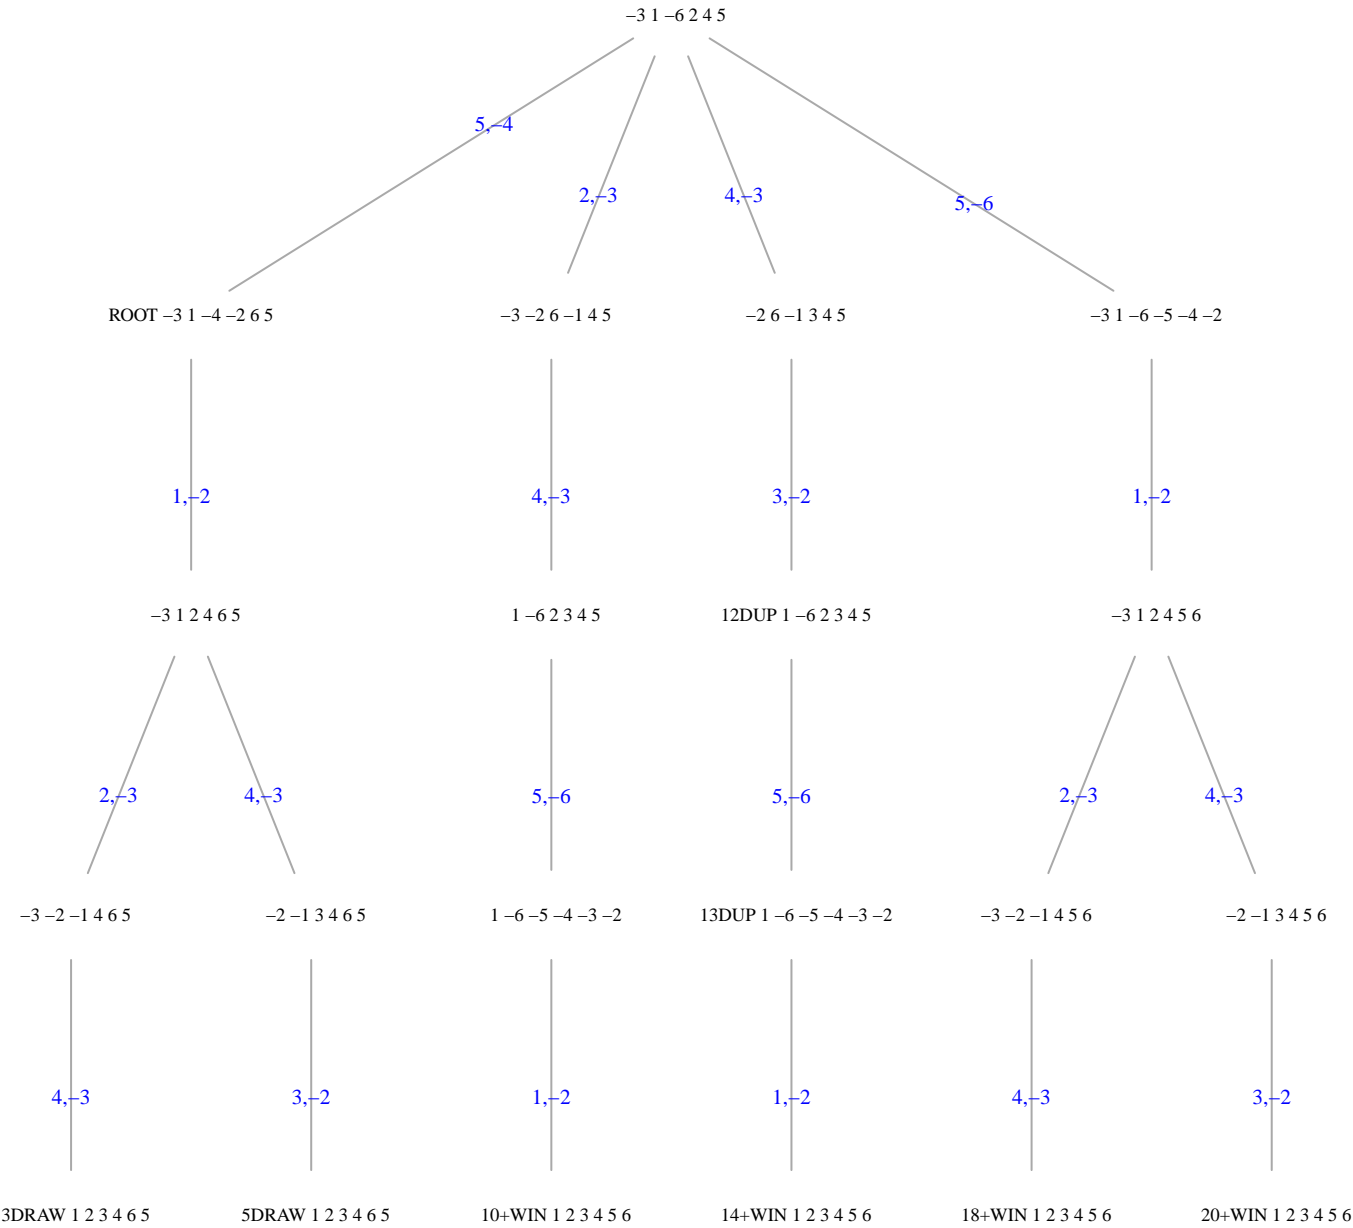 −3 1 −6 2 4 5
5,−4
2,−3
4,−3
5,−6
ROOT −3 1 −4 −2 6 5
−3 −2 6 −1 4 5
−2 6 −1 3 4 5
−3 1 −6 −5 −4 −2
1,−2
4,−3
3,−2
1,−2
−3 1 2 4 6 5
1 −6 2 3 4 5
12DUP 1 −6 2 3 4 5
−3 1 2 4 5 6
2,−3
4,−3
5,−6
5,−6
2,−3
4,−3
−3 −2 −1 4 6 5
−2 −1 3 4 6 5
1 −6 −5 −4 −3 −2
13DUP 1 −6 −5 −4 −3 −2
−3 −2 −1 4 5 6
−2 −1 3 4 5 6
4,−3
3,−2
1,−2
1,−2
4,−3
3,−2
3DRAW 1 2 3 4 6 5
5DRAW 1 2 3 4 6 5
10+WIN 1 2 3 4 5 6
14+WIN 1 2 3 4 5 6
18+WIN 1 2 3 4 5 6
20+WIN 1 2 3 4 5 6